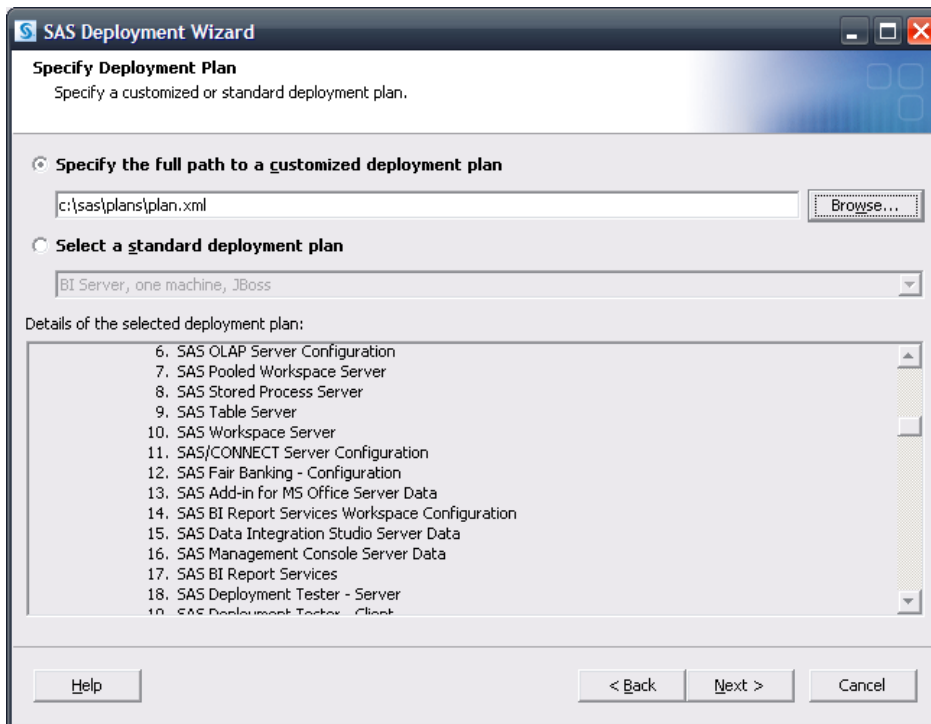 SAS Deployment Wizard
Specify Deployment Plan
Specify a customized or standard deployment plan.
Specify the full path to a customized deployment plan
c:\sas\plans\plan.xml
Browse...
Select a standard deployment plan
BI Server, one machine, JBoss
Details of the selected deployment plan:
6. SAS OLAP Server Configuration
7. SAS Pooled Workspace Server
8. SAS Stored Process Server
9. SAS Table Server
10. SAS Workspace Server
11. SAS/CONNECT Server Configuration
12. SAS Fair Banking - Configuration
13. SAS Add-in for MS Office Server Data
14. SAS BI Report Services Workspace Configuration
15. SAS Data Integration Studio Server Data
16. SAS Management Console Server Data
17. SAS BI Report Services
18. SAS Deployment Tester - Server
19. SAS Deployment Tester - Client
Help
< Back
Next >
Cancel